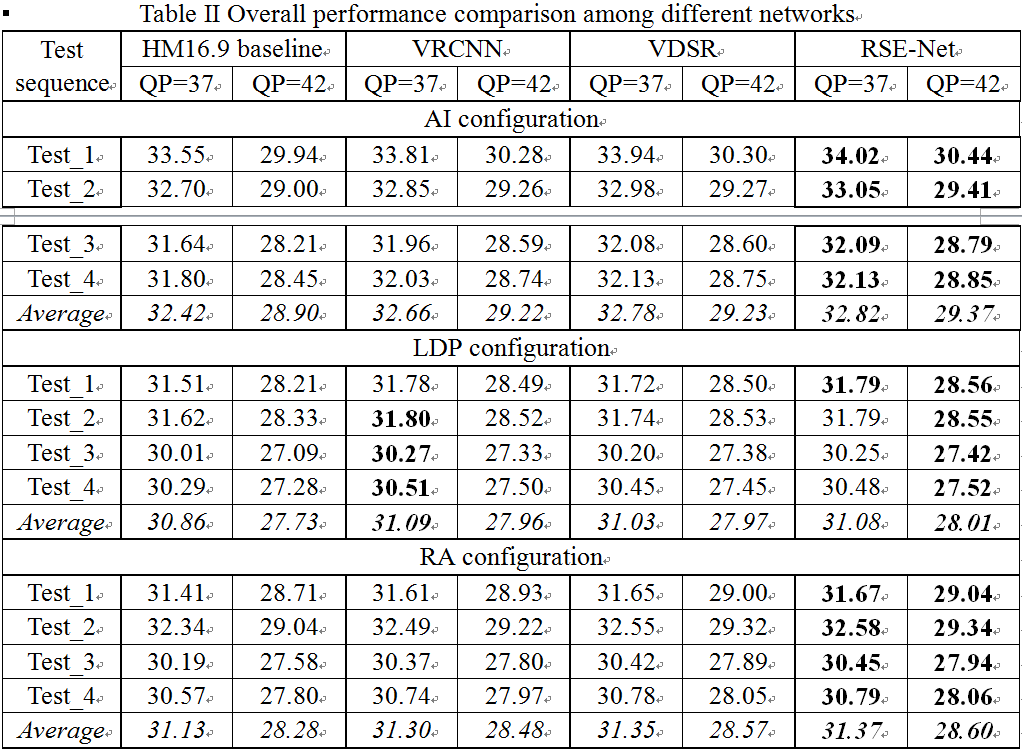 Table II Overall performance comparison among different networks
Test sequence HM16.9 baseline VRCNN VDSR RSE-Net
QP=37 QP=42 QP=37 QP=42 QP=37 QP=42 QP=37 QP=42
AI configuration
Test_1 33.55 29.94 33.81 30.28 33.94 30.30 34.02 30.44
Test_2 32.70 29.00 32.85 29.26 32.98 29.27 33.05 29.41
Test_3 31.64 28.21 31.96 28.59 32.08 28.60 32.09 28.79
Test_4 31.80 28.45 32.03 28.74 32.13 28.75 32.13 28.85
Average 32.42 28.90 32.66 29.22 32.78 29.23 32.82 29.37
LDP configuration
Test_1 31.51 28.21 31.78 28.49 31.72 28.50 31.79 28.56
Test_2 31.62 28.33 31.80 28.52 31.74 28.53 31.79 28.55
Test_3 30.01 27.09 30.27 27.33 30.20 27.38 30.25 27.42
Test_4 30.29 27.28 30.51 27.50 30.45 27.45 30.48 27.52
Average 30.86 27.73 31.09 27.96 31.03 27.97 31.08 28.01
RA configuration
Test_1 31.41 28.71 31.61 28.93 31.65 29.00 31.67 29.04
Test_2 32.34 29.04 32.49 29.22 32.55 29.32 32.58 29.34
Test_3 30.19 27.58 30.37 27.80 30.42 27.89 30.45 27.94
Test_4 30.57 27.80 30.74 27.97 30.78 28.05 30.79 28.06
Average 31.13 28.28 31.30 28.48 31.35 28.57 31.37 28.60